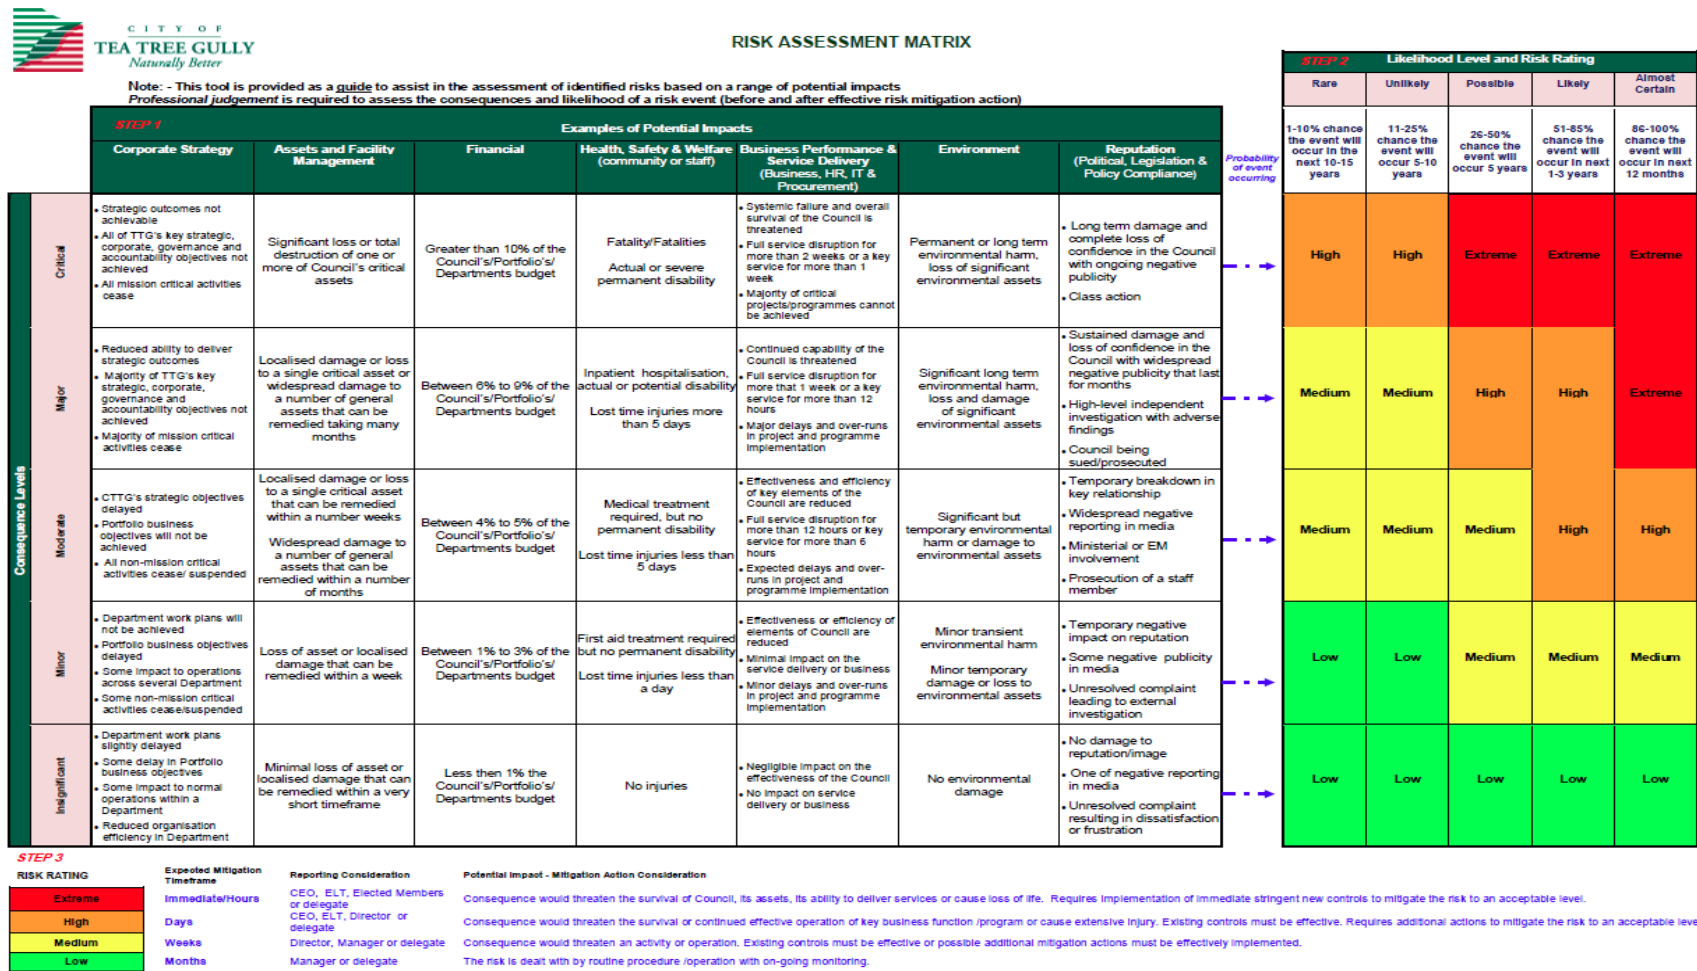 CITY OF
TEA TREE GULLY
Naturally Better
RISK ASSESSMENT MATRIX
Note: - This tool is provided as a guide to assist in the assessment of identified risks based on a range of potential impacts
Professional judgement is required to assess the consequences and likelihood of a risk event (before and after effective risk mitigation action)
STEP 1
Examples of Potential Impacts
Corporate Strategy
Assets and Facility
Management
Financial
Health, Safety & Welfare
(community or staff)
Business Performance &
Service Delivery
(Business, HR, IT &
Procurement)
Environment
Reputation
(Political, Legislation &
Policy Compliance)
Probability
of event
occurring
STEP 2
Likelihood Level and Risk Rating
Rare
Unlikely
Possible
Likely
Almost
Certain
1-10% chance
the event will
occur in the
next 10-15
years
11-25%
chance the
event will
occur 5-10
years
26-50%
chance the
event will
occur 5 years
51-85%
chance the
event will
occur in next
1-3 years
86-100%
chance the
event will
occur in next
12 months
Consequence Levels
Critical
• Strategic outcomes not
achievable
• All of TTG's key strategic,
corporate, governance and
accountability objectives not
achieved
• All mission critical activities
cease
Significant loss or total
destruction of one or
more of Council's critical
assets
Greater than 10% of the
Council's/Portfolio's/
Departments budget
Fatality/Fatalities
Actual or severe
permanent disability
• Systemic failure and overall
survival of the Council is
threatened
• Full service disruption for
more than 2 weeks or a key
service for more than 1
week
• Majority of critical
projects/programmes cannot
be achieved
Permanent or long term
environmental harm,
loss of significant
environmental assets
• Long term damage and
complete loss of
confidence in the Council
with ongoing negative
publicity
• Class action
High
High
Extreme
Extreme
Extreme
Major
• Reduced ability to deliver
strategic outcomes
• Majority of TTG's key
strategic, corporate,
governance and
accountability objectives not
achieved
• Majority of mission critical
activities cease
Localised damage or loss
to a single critical asset or
widespread damage to
a number of general
assets that can be
remedied taking many
months
Between 6% to 9% of the
Council's/Portfolio's/
Departments budget
Inpatient hospitalisation,
actual or potential disability
Lost time injuries more
than 5 days
• Continued capability of the
Council is threatened
• Full service disruption for
more that 1 week or a key
service for more than 12
hours
• Major delays and over-runs
in project and programme
implementation
Significant long term
environmental harm,
loss and damage
of significant
environmental assets
• Sustained damage and
loss of confidence in the
Council with widespread
negative publicity that last
for months
• High-level independent
investigation with adverse
findings
• Council being
sued/prosecuted
Medium
Medium
High
High
Extreme
Moderate
• CTTG's strategic objectives
delayed
• Portfolio business
objectives will not be
achieved
• All non-mission critical
activities cease/ suspended
Localised damage or loss
to a single critical asset
that can be remedied
within a number weeks
Widespread damage to
a number of general
assets that can be
remedied within a number
of months
Between 4% to 5% of the
Council's/Portfolio's/
Departments budget
Medical treatment
required, but no
permanent disability
Lost time injuries less than
5 days
• Effectiveness and efficiency
of key elements of the
Council are reduced
• Full service disruption for
more than 12 hours or key
service for more than 6
hours
• Expected delays and over-
runs in project and
programme implementation
Significant but
temporary environmental
harm or damage to
environmental assets
• Temporary breakdown in
key relationship
• Widespread negative
reporting in media
• Ministerial or EM
involvement
• Prosecution of a staff
member
Medium
Medium
Medium
High
High
Minor
• Department work plans will
not be achieved
• Portfolio business objectives
delayed
• Some impact to operations
across several Department
• Some non-mission critical
activities cease/suspended
Loss of asset or localised
damage that can be
remedied within a week
Between 1% to 3% of the
Council's/Portfolio's/
Departments budget
First aid treatment required
but no permanent disability
Lost time injuries less than
a day
• Effectiveness or efficiency of
elements of Council are
reduced
• Minimal impact on the
service delivery or business
• Minor delays and over-runs
in project and programme
implementation
Minor transient
environmental harm
Minor temporary
damage or loss to
environmental assets
• Temporary negative
impact on reputation
• Some negative publicity
in media
• Unresolved complaint
leading to external
investigation
Low
Low
Medium
Medium
Medium
Insignificant
• Department work plans
slightly delayed
• Some delay in Portfolio
business objectives
• Some impact to normal
operations within a
Department
• Reduced organisation
efficiency in Department
Minimal loss of asset or
localised damage that can
be remedied within a very
short timeframe
Less then 1% the
Council's/Portfolio's/
Departments budget
No injuries
• Negligible impact on the
effectiveness of the Council
• No impact on service
delivery or business
No environmental
damage
• No damage to
reputation/image
• One of negative reporting
in media
• Unresolved complaint
resulting in dissatisfaction
or frustration
Low
Low
Low
Low
Low
STEP 3
RISK RATING
Expected Mitigation
Timeframe
Reporting Consideration
Potential Impact - Mitigation Action Consideration
Extreme
Immediate/Hours
CEO, ELT, Elected Members
or delegate
Consequence would threaten the survival of Council, its assets, its ability to deliver services or cause loss of life. Requires implementation of immediate stringent new controls to mitigate the risk to an acceptable level.
High
Days
CEO, ELT, Director or
delegate
Consequence would threaten the survival or continued effective operation of key business function /program or cause extensive injury. Existing controls must be effective. Requires additional actions to mitigate the risk to an acceptable leve
Medium
Weeks
Director, Manager or delegate
Consequence would threaten an activity or operation. Existing controls must be effective or possible additional mitigation actions must be effectively implemented.
Low
Months
Manager or delegate
The risk is dealt with by routine procedure /operation with on-going monitoring.